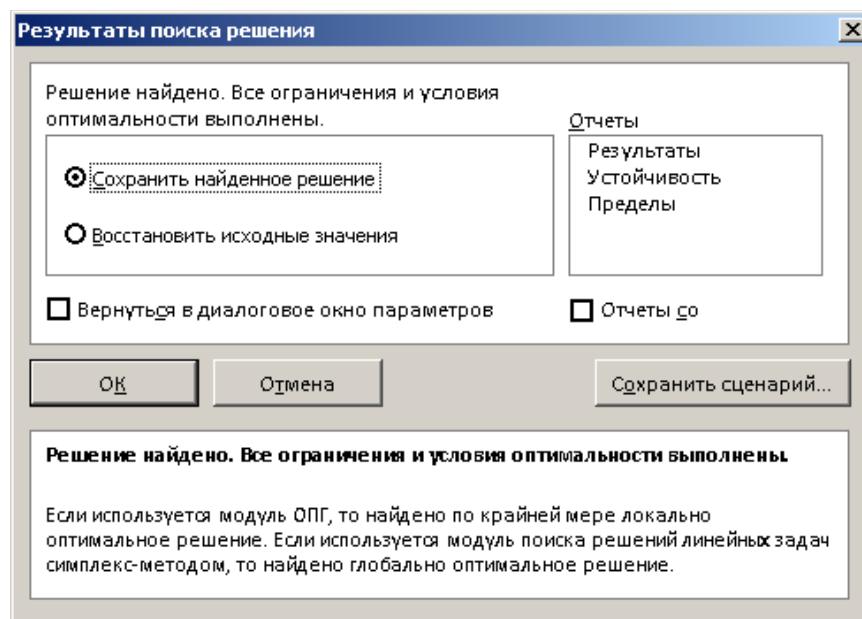 Результаты поиска решения
Решение найдено. Все ограничения и условия
оптимальности выполнены.
Отчеты
Результаты
Устойчивость
Пределы
Сохранить найденное решение
Восстановить исходные значения
Вернуться в диалоговое окно параметров
Отчеты со
ОК
Отмена
Сохранить сценарий...
Решение найдено. Все ограничения и условия оптимальности выполнены.
Если используется модуль ОПГ, то найдено по крайней мере локально
оптимальное решение. Если используется модуль поиска решений линейных задач
симплекс-методом, то найдено глобально оптимальное решение.